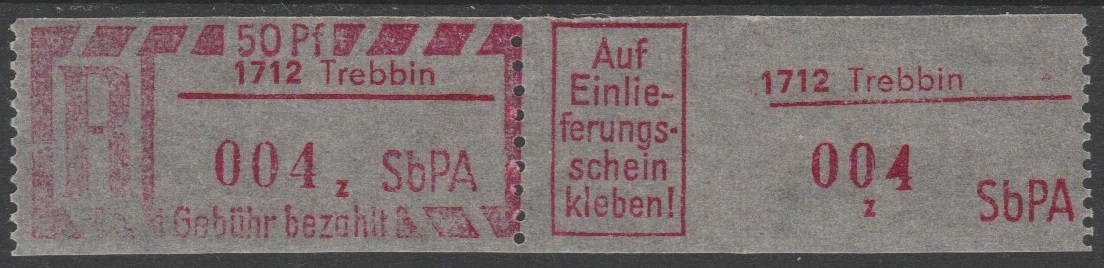 50 Pf
1712 Trebbin
R
004 z SbPA
Gebühr bezahlt
Auf
Einlie-
ferungs-
schein
kleben!
1712 Trebbin
004
z
SbPA